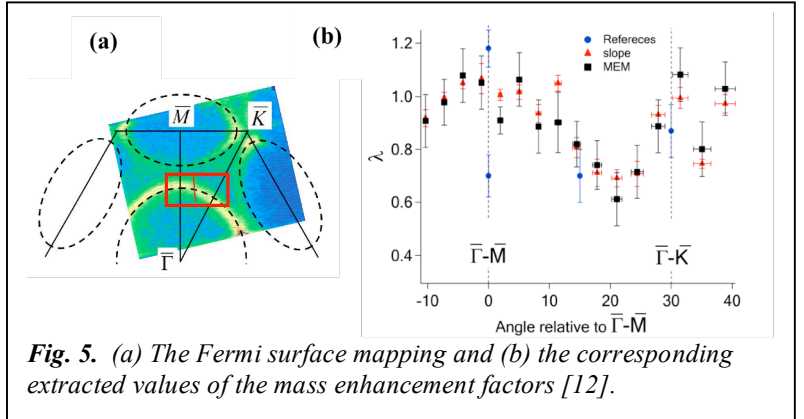 (a)
(b)
M̅
K̅
Γ̅
Refereces
slope
MEM
1.2
1.0
0.8
0.6
0.4
λ
Γ̅-M̅
Γ̅-K̅
-10
0
10
20
30
40
Angle relative to Γ̅-M̅
Fig. 5. (a) The Fermi surface mapping and (b) the corresponding
extracted values of the mass enhancement factors [12].